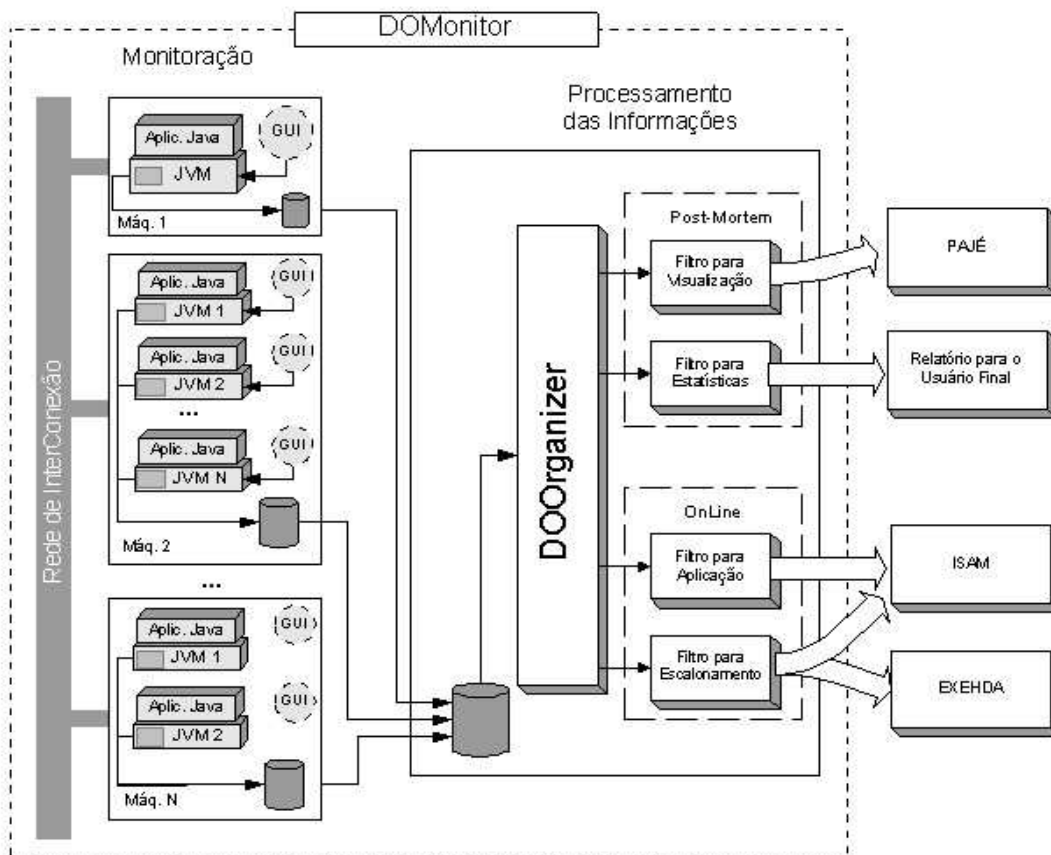 DOMonitor
Monitoração
Rede de InterConexão
Aplic. Java
GUI
JVM
Máq. 1
Aplic. Java
GUI
JVM 1
Aplic. Java
GUI
JVM 2
...
Aplic. Java
GUI
JVM N
Máq. 2
...
Aplic. Java
GUI
JVM 1
Aplic. Java
GUI
JVM 2
Máq. N
Processamento
das Informações
DOOrganizer
Post-Mortem
Filtro para
Visualização
Filtro para
Estatísticas
OnLine
Filtro para
Aplicação
Filtro para
Escalonamento
PAJÉ
Relatório para o
Usuário Final
ISAM
EXEHDA